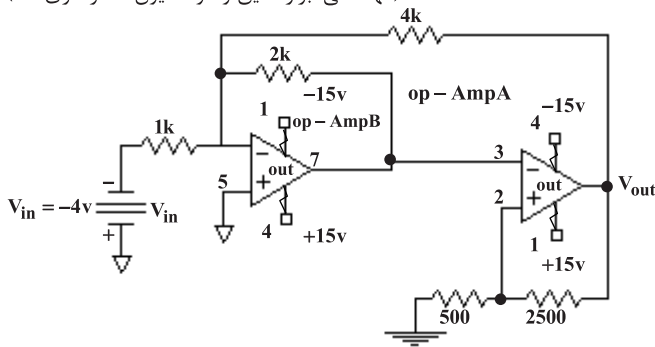 4k
2k
−15v
op − AmpA
1
op − AmpB
−15v
4
1k
−
7
3
−
out
out
5
+
2
+
V_out
−
V_in = −4v
V_in
+
4
+15v
1
+15v
500
2500